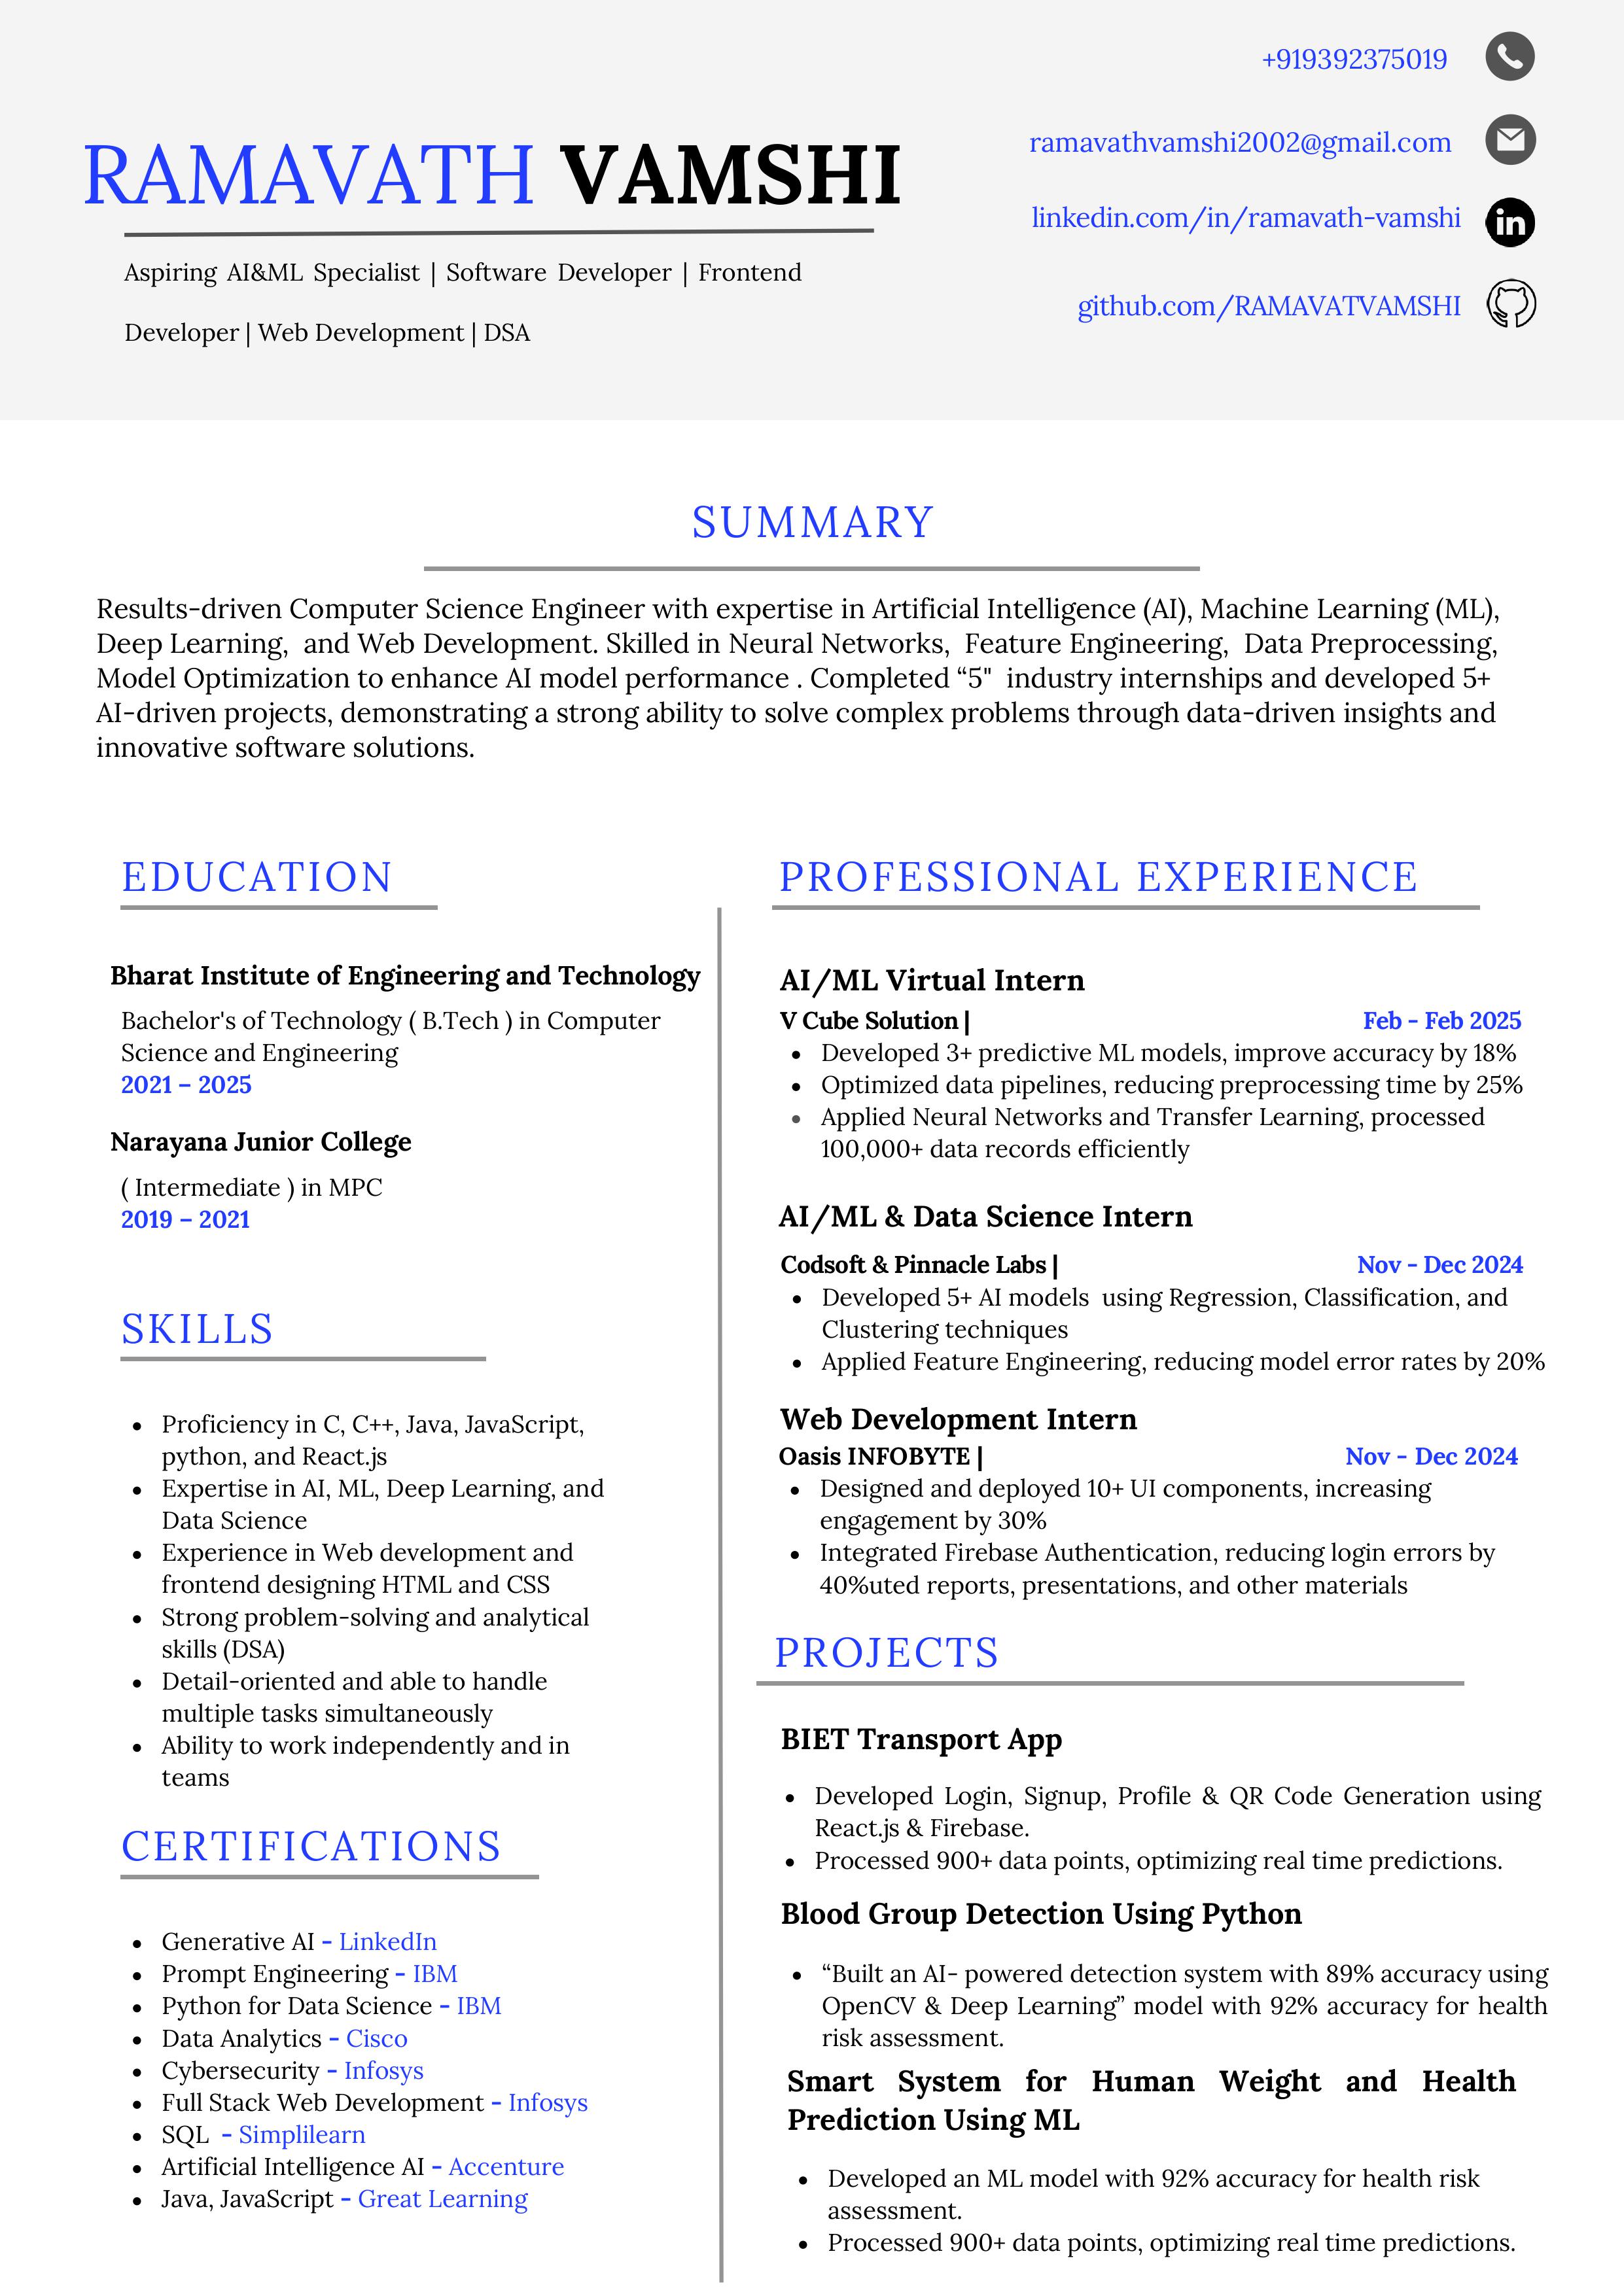 +919392375019
ramavathvamshi2002@gmail.com
RAMAVATH VAMSHI
linkedin.com/in/ramavath-vamshi
in
Aspiring AI&ML Specialist | Software Developer | Frontend
github.com/RAMAVATVAMSHI
Developer | Web Development | DSA
SUMMARY
Results-driven Computer Science Engineer with expertise in Artificial Intelligence (AI), Machine Learning (ML),
Deep Learning, and Web Development. Skilled in Neural Networks, Feature Engineering, Data Preprocessing,
Model Optimization to enhance AI model performance . Completed “5" industry internships and developed 5+
AI-driven projects, demonstrating a strong ability to solve complex problems through data-driven insights and
innovative software solutions.
EDUCATION
Bharat Institute of Engineering and Technology
Bachelor's of Technology ( B.Tech ) in Computer
Science and Engineering
2021 – 2025
Narayana Junior College
( Intermediate ) in MPC
2019 – 2021
SKILLS
• Proficiency in C, C++, Java, JavaScript,
python, and React.js
• Expertise in AI, ML, Deep Learning, and
Data Science
• Experience in Web development and
frontend designing HTML and CSS
• Strong problem-solving and analytical
skills (DSA)
• Detail-oriented and able to handle
multiple tasks simultaneously
• Ability to work independently and in
teams
CERTIFICATIONS
• Generative AI - LinkedIn
• Prompt Engineering - IBM
• Python for Data Science - IBM
• Data Analytics - Cisco
• Cybersecurity - Infosys
• Full Stack Web Development - Infosys
• SQL - Simplilearn
• Artificial Intelligence AI - Accenture
• Java, JavaScript - Great Learning
PROFESSIONAL EXPERIENCE
AI/ML Virtual Intern
V Cube Solution | Feb - Feb 2025
• Developed 3+ predictive ML models, improve accuracy by 18%
• Optimized data pipelines, reducing preprocessing time by 25%
• Applied Neural Networks and Transfer Learning, processed
100,000+ data records efficiently
AI/ML & Data Science Intern
Codsoft & Pinnacle Labs | Nov - Dec 2024
• Developed 5+ AI models using Regression, Classification, and
Clustering techniques
• Applied Feature Engineering, reducing model error rates by 20%
Web Development Intern
Oasis INFOBYTE | Nov - Dec 2024
• Designed and deployed 10+ UI components, increasing
engagement by 30%
• Integrated Firebase Authentication, reducing login errors by
40%uted reports, presentations, and other materials
PROJECTS
BIET Transport App
• Developed Login, Signup, Profile & QR Code Generation using
React.js & Firebase.
• Processed 900+ data points, optimizing real time predictions.
Blood Group Detection Using Python
• “Built an AI- powered detection system with 89% accuracy using
OpenCV & Deep Learning” model with 92% accuracy for health
risk assessment.
Smart System for Human Weight and Health
Prediction Using ML
• Developed an ML model with 92% accuracy for health risk
assessment.
• Processed 900+ data points, optimizing real time predictions.